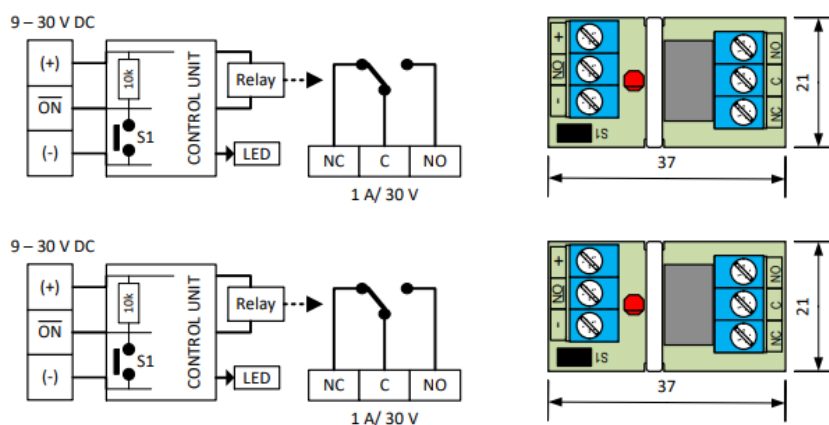 9 – 30 V DC
(+)
ON
(-)
10k
S1
CONTROL UNIT
Relay
LED
NC C NO
1 A/ 30 V
+
ON
-
S1
NO
C
NC
21
37
9 – 30 V DC
(+)
ON
(-)
10k
S1
CONTROL UNIT
Relay
LED
NC C NO
1 A/ 30 V
+
ON
-
S1
NO
C
NC
21
37